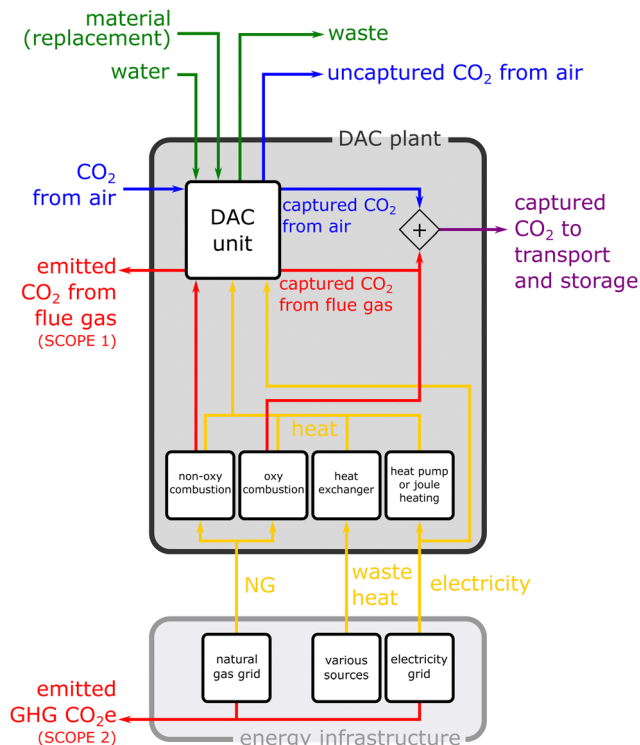 material
(replacement)
waste
water
uncaptured CO₂ from air
DAC plant
CO₂
from air
DAC
unit
captured CO₂
from air
+
captured
CO₂ to
transport
and storage
emitted
CO₂ from
flue gas
(SCOPE 1)
captured CO₂
from flue gas
heat
non-oxy
combustion
oxy
combustion
heat
exchanger
heat pump
or joule
heating
NG
waste
heat
electricity
natural
gas grid
various
sources
electricity
grid
emitted
GHG CO₂e
(SCOPE 2)
energy infrastructure